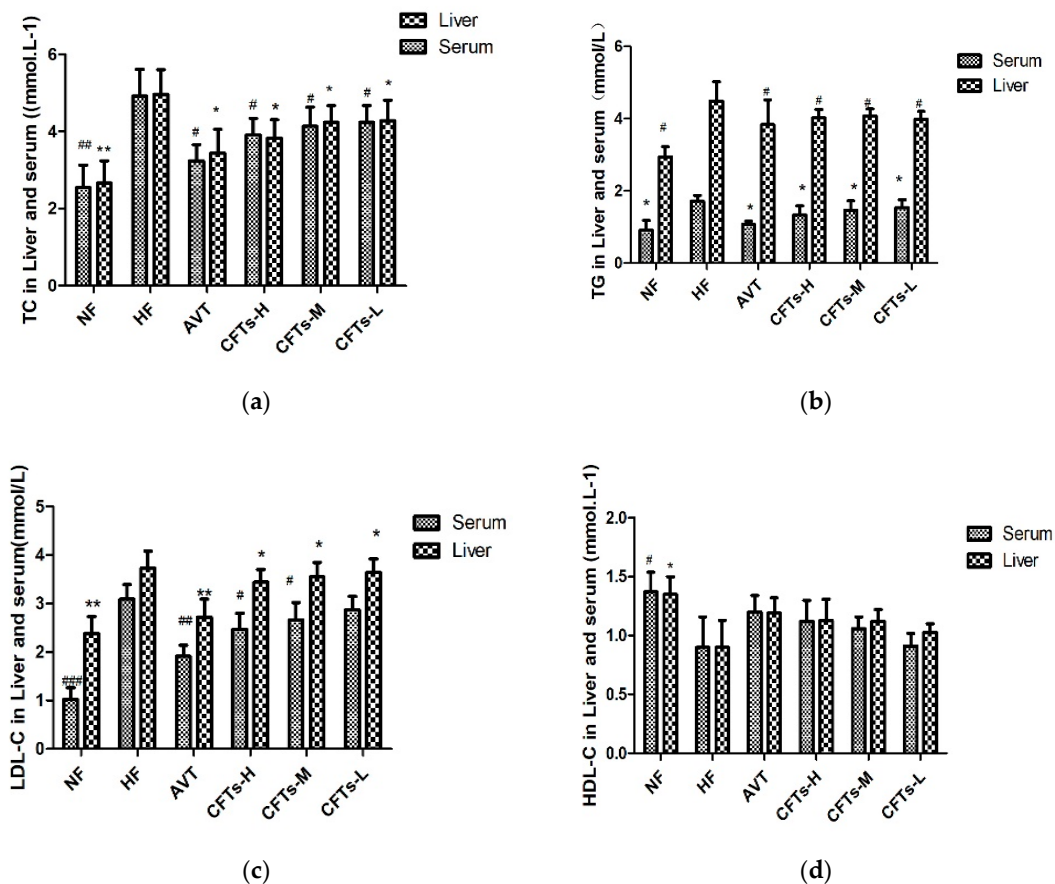 TC in Liver and serum ((mmol.L-1)
6
4
2
0
## ** # * # * # * # *
NF HF AVT CFTs-H CFTs-M CFTs-L
Liver
Serum
(a)
TG in Liver and serum (mmol/L)
6
4
2
0
* # * # * # * # * #
NF HF AVT CFTs-H CFTs-M CFTs-L
Serum
Liver
(b)
LDL-C in Liver and serum(mmol/L)
5
4
3
2
1
0
### ** ## ** # * # * *
NF HF AVT CFTs-H CFTs-M CFTs-L
Serum
Liver
(c)
HDL-C in Liver and serum (mmol.L-1)
2.0
1.5
1.0
0.5
0.0
# *
NF HF AVT CFTs-H CFTs-M CFTs-L
Serum
Liver
(d)